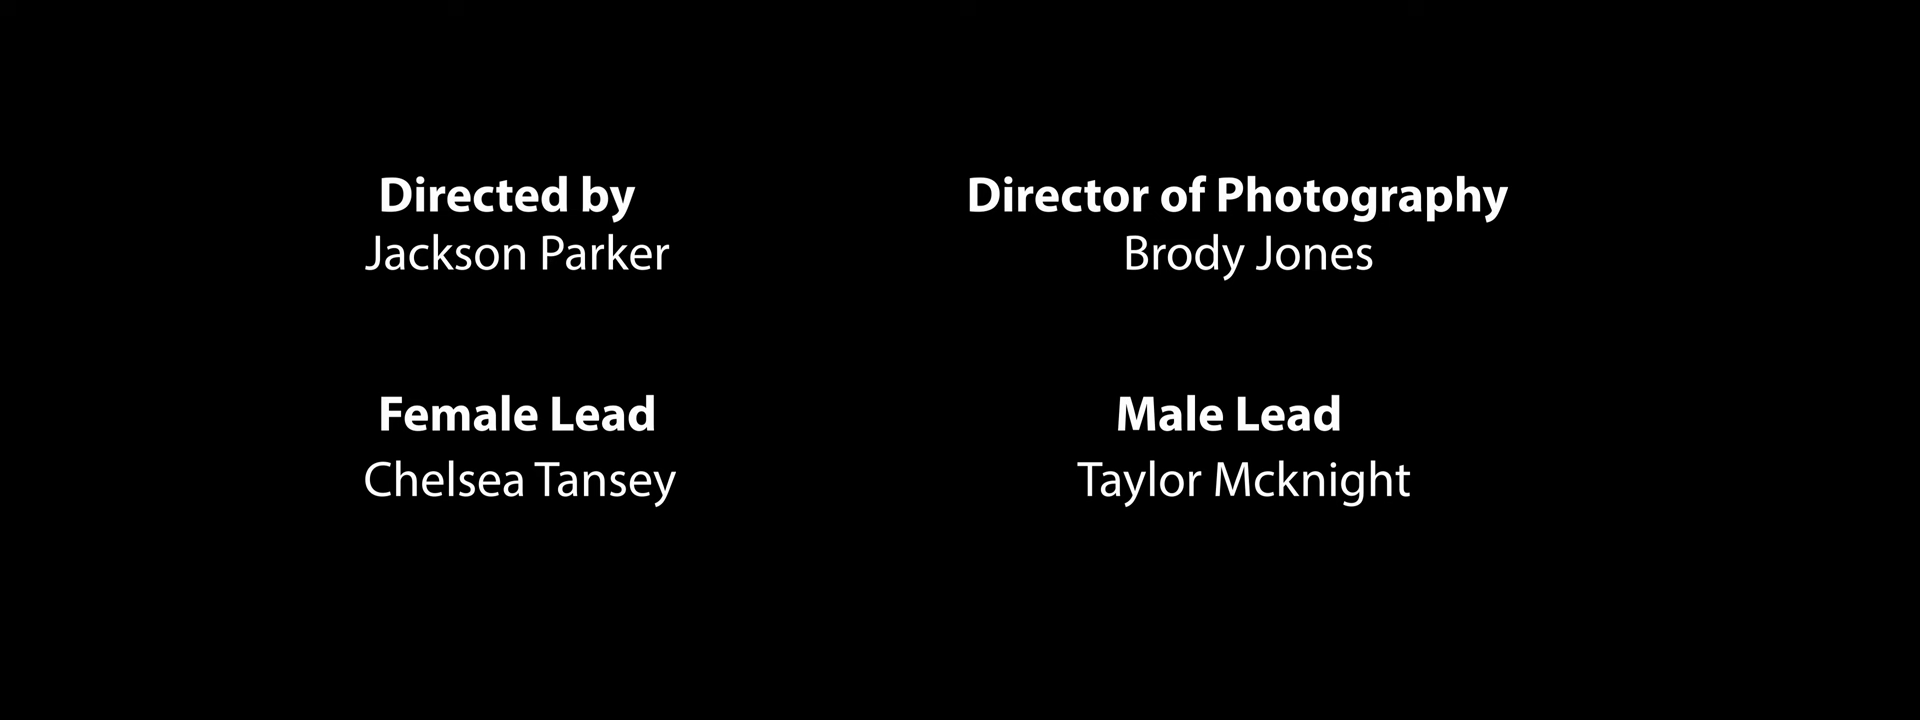 Directed by
Jackson Parker
Director of Photography
Brody Jones
Female Lead
Chelsea Tansey
Male Lead
Taylor Mcknight